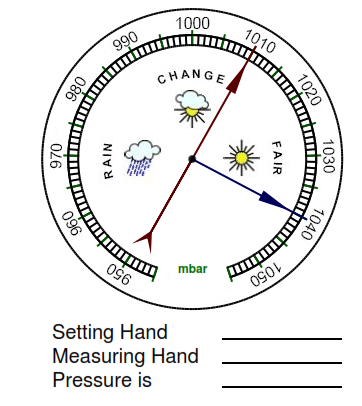 950
960
970
980
990
1000
1010
1020
1030
1040
1050
CHANGE
RAIN
FAIR
mbar
Setting Hand
Measuring Hand
Pressure is